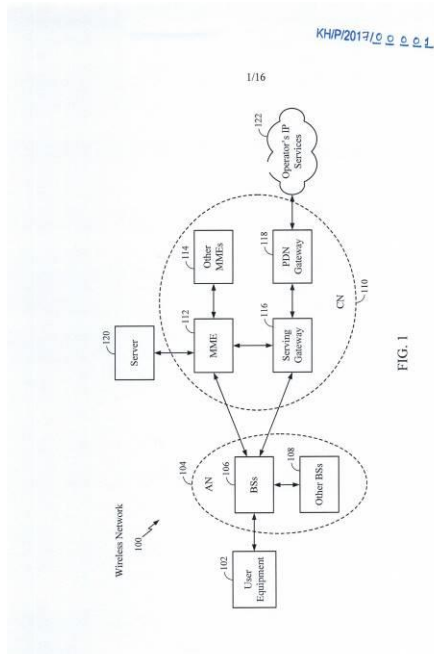 KH/P/2017/00001
1/16
Wireless Network
100
102
User
Equipment
104
AN
106
BSs
108
Other BSs
120
Server
112
MME
114
Other
MMEs
116
Serving
Gateway
118
PDN
Gateway
CN
110
122
Operator's IP
Services
FIG. 1